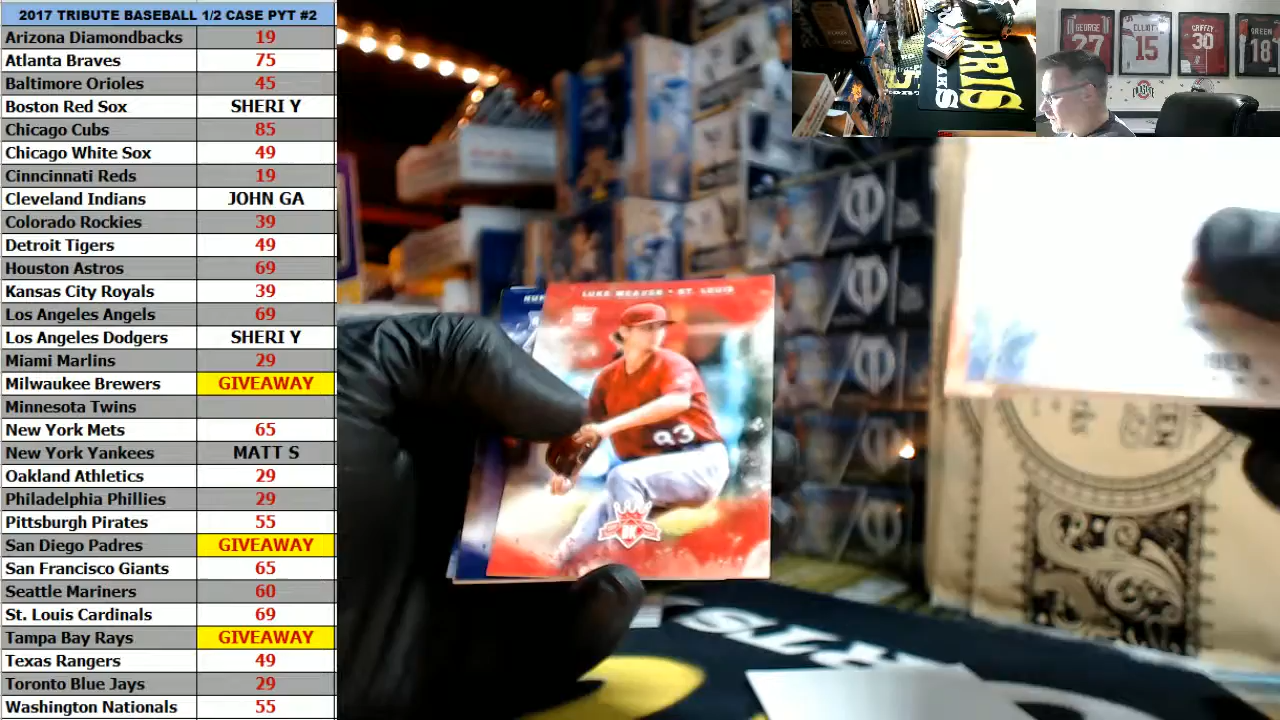 2017 TRIBUTE BASEBALL 1/2 CASE PYT #2
Arizona Diamondbacks 19
Atlanta Braves 75
Baltimore Orioles 45
Boston Red Sox SHERI Y
Chicago Cubs 85
Chicago White Sox 49
Cinncinnati Reds 19
Cleveland Indians JOHN GA
Colorado Rockies 39
Detroit Tigers 49
Houston Astros 69
Kansas City Royals 39
Los Angeles Angels 69
Los Angeles Dodgers SHERI Y
Miami Marlins 29
Milwaukee Brewers GIVEAWAY
Minnesota Twins
New York Mets 65
New York Yankees MATT S
Oakland Athletics 29
Philadelphia Phillies 29
Pittsburgh Pirates 55
San Diego Padres GIVEAWAY
San Francisco Giants 65
Seattle Mariners 60
St. Louis Cardinals 69
Tampa Bay Rays GIVEAWAY
Texas Rangers 49
Toronto Blue Jays 29
Washington Nationals 55
LUKE WEAVER • ST. LOUIS
93
DK
GEORGE
27
ELLIOTT
15
GRIFFEY
30
GREEN
18